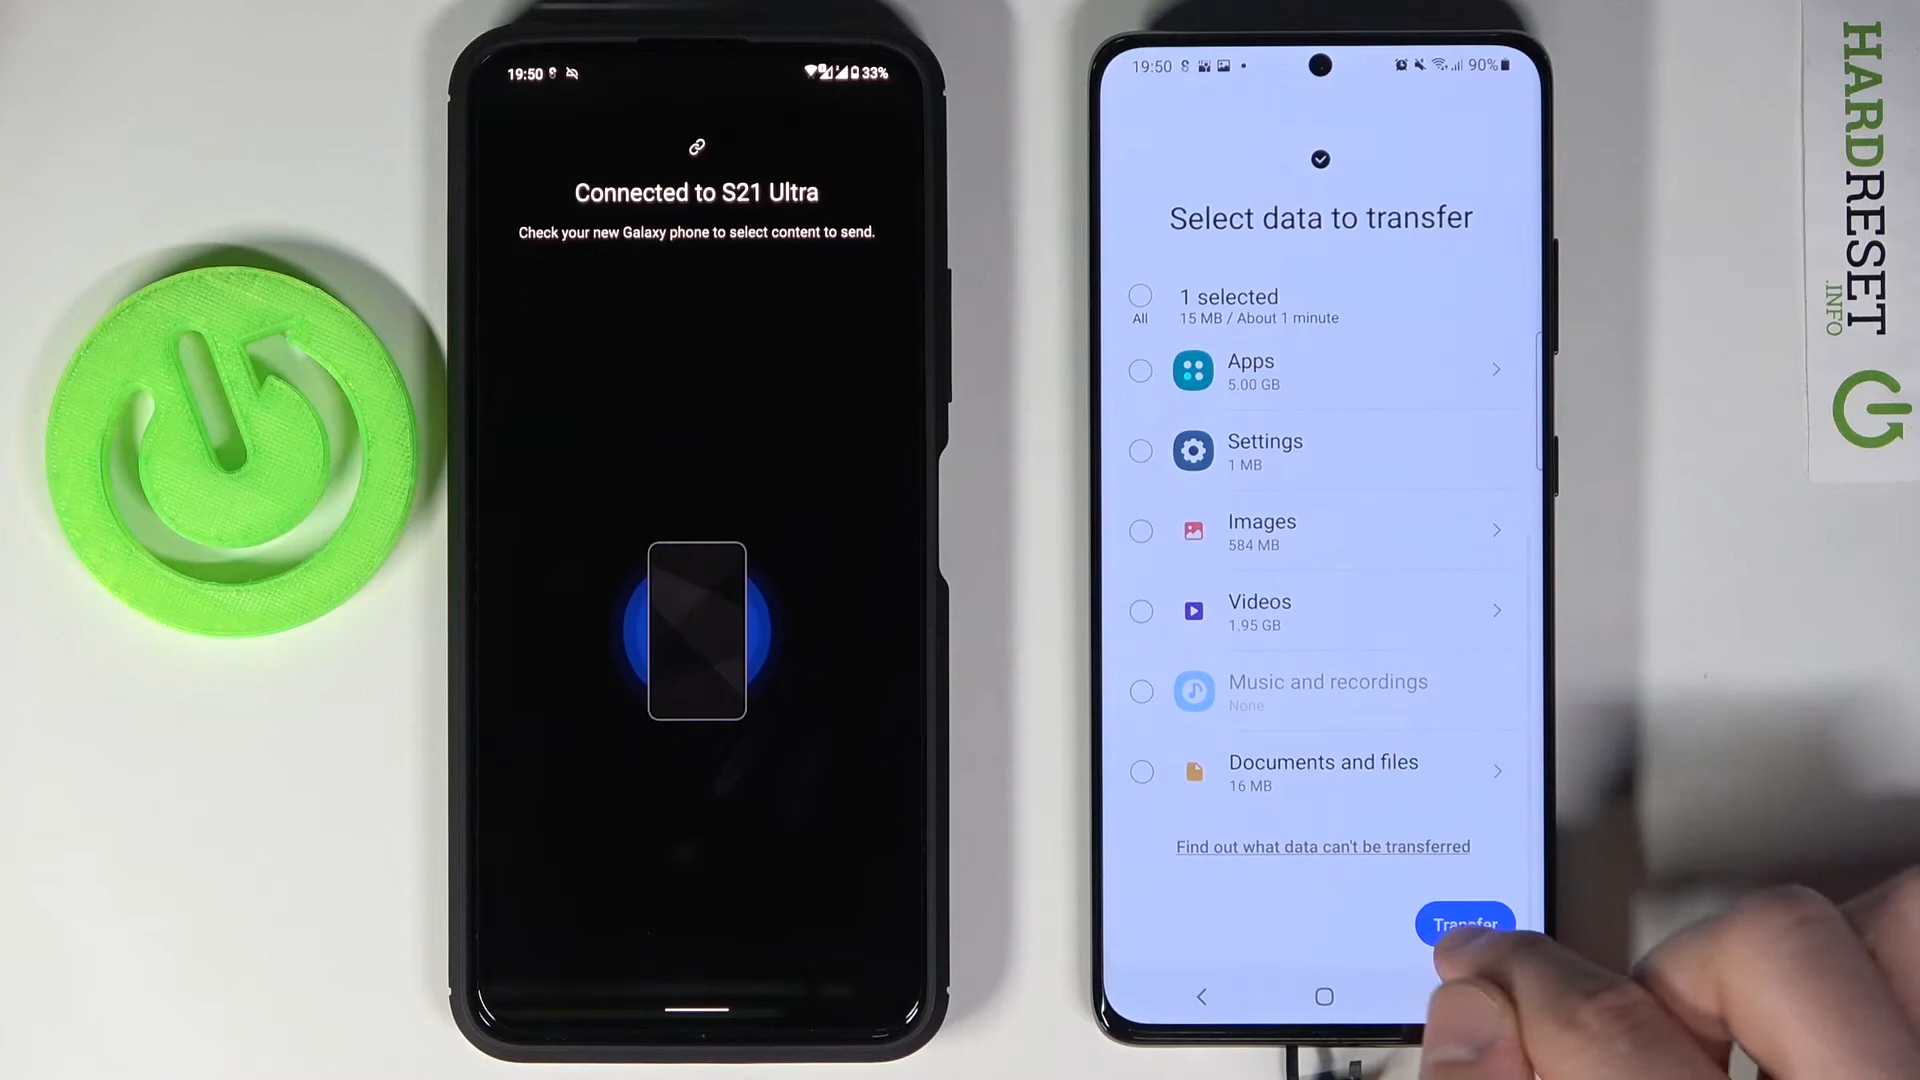 19:50
33%
Connected to S21 Ultra
Check your new Galaxy phone to select content to send.
19:50
90%
Select data to transfer
All
1 selected
15 MB / About 1 minute
Apps
5.00 GB
Settings
1 MB
Images
584 MB
Videos
1.95 GB
Music and recordings
None
Documents and files
16 MB
Find out what data can't be transferred
Transfer
HARDRESET
.INFO